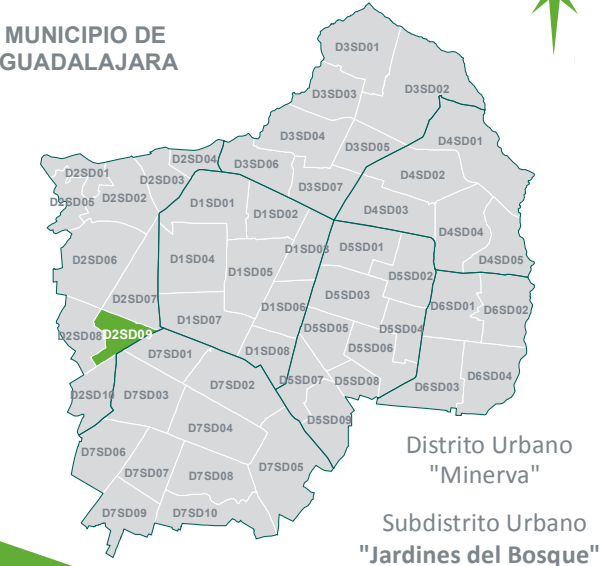 MUNICIPIO DE
GUADALAJARA
D3SD01
D3SD02
D3SD03
D3SD04
D3SD05
D4SD01
D2SD04
D3SD06
D2SD01
D2SD03
D4SD02
D3SD07
D2SD05
D2SD02
D1SD01
D1SD02
D4SD03
D4SD04
D1SD03
D5SD01
D2SD06
D1SD04
D4SD05
D1SD05
D5SD02
D2SD07
D5SD03
D1SD06
D6SD01
D6SD02
D1SD07
D5SD05
D5SD04
D2SD08
D2SD09
D5SD06
D7SD01
D1SD08
D6SD04
D5SD07
D5SD08
D7SD02
D6SD03
D2SD10
D7SD03
D5SD09
D7SD04
Distrito Urbano
"Minerva"
D7SD06
D7SD05
D7SD07
D7SD08
D7SD09
D7SD10
Subdistrito Urbano
"Jardines del Bosque"